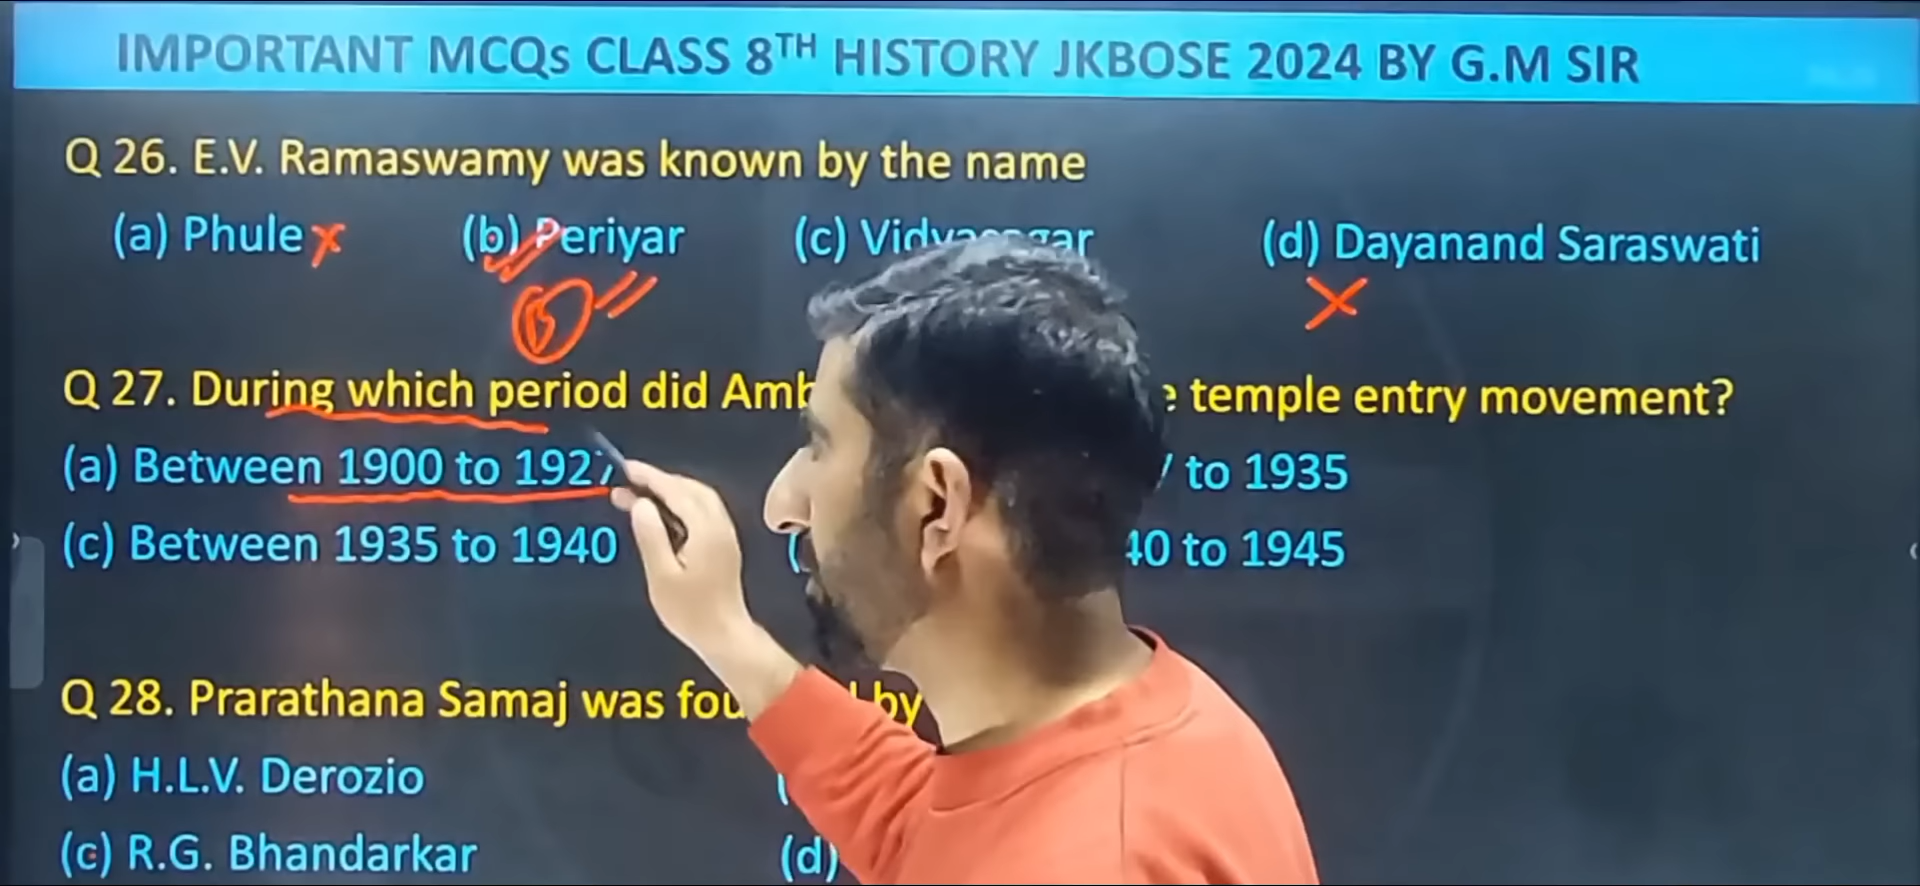 IMPORTANT MCQs CLASS 8TH HISTORY JKBOSE 2024 BY G.M SIR
Q 26. E.V. Ramaswamy was known by the name
(a) Phule x (b) Periyar (c) (d) Dayanand Saraswati
B x
Q 27. During which period did temple entry movement?
(a) Between 1900 to 1927 to 1935
(c) Between 1935 to 1940 to 1945
Q 28. Prarathana Samaj was by
(a) H.L.V. Derozio
(c) R.G. Bhandarkar (d)